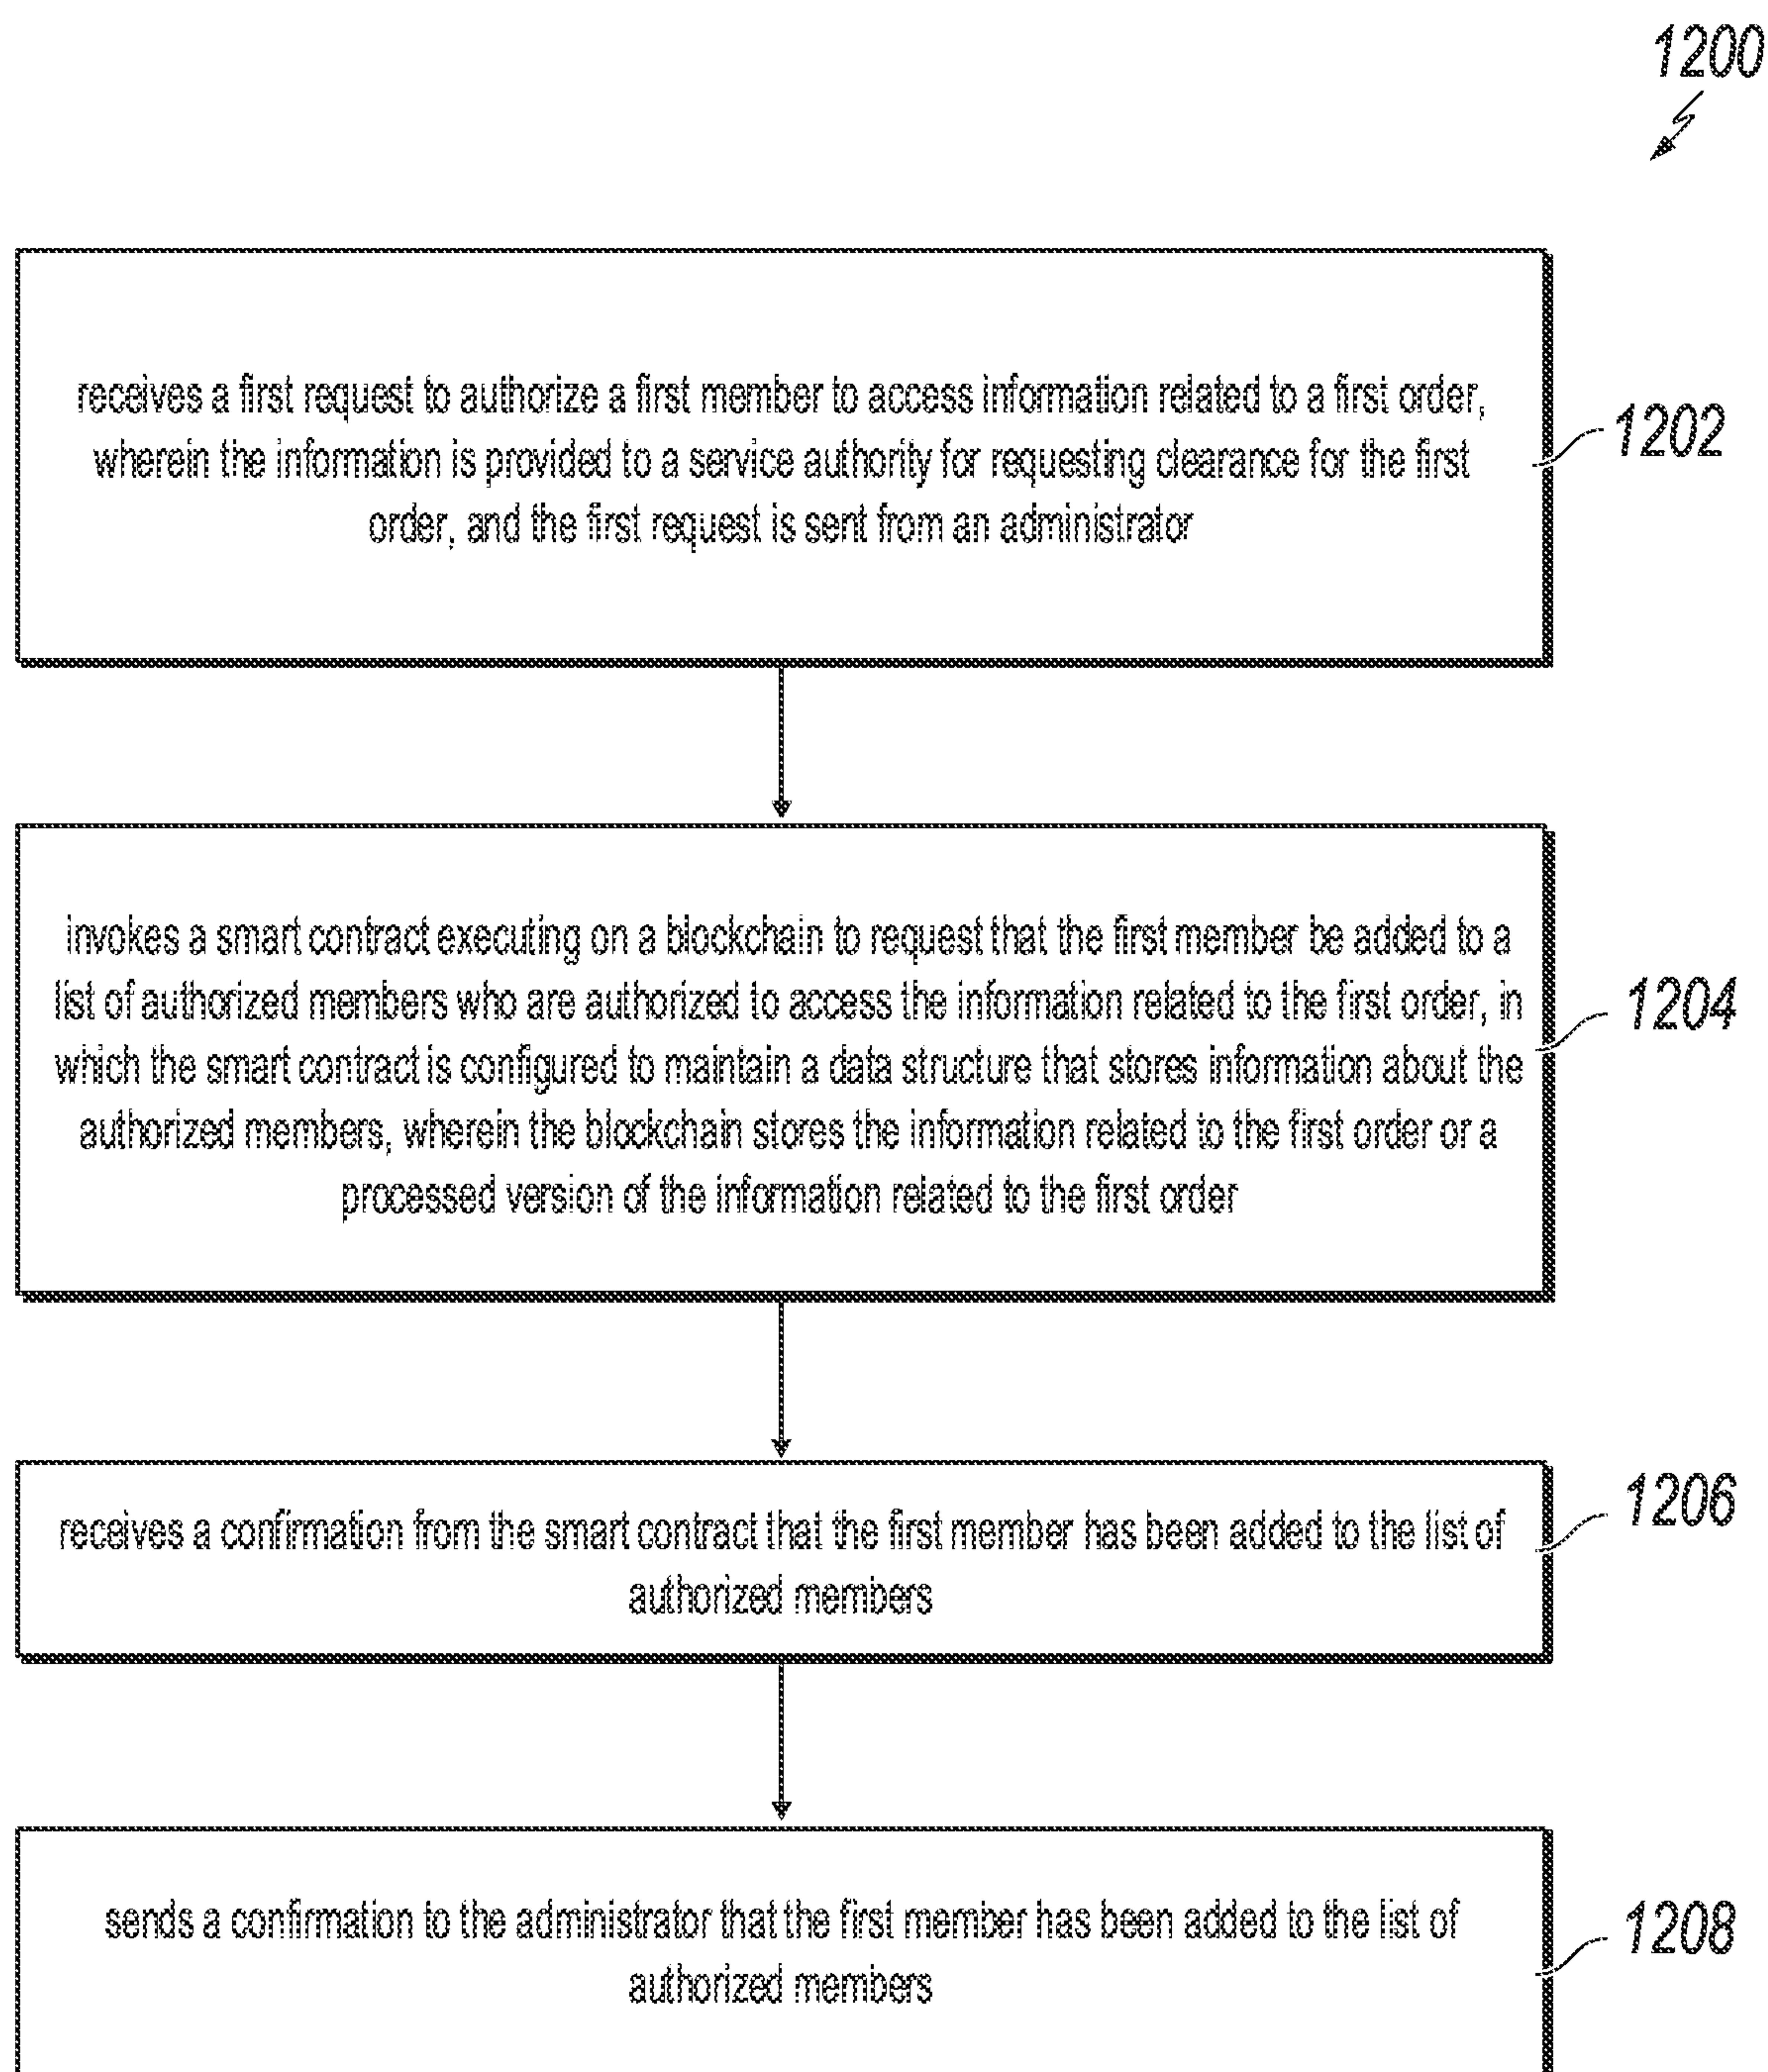 1200
receives a first request to authorize a first member to access information related to a first order,
wherein the information is provided to a service authority for requesting clearance for the first
order, and the first request is sent from an administrator
1202
invokes a smart contract executing on a blockchain to request that the first member be added to a
list of authorized members who are authorized to access the information related to the first order, in
which the smart contract is configured to maintain a data structure that stores information about the
authorized members, wherein the blockchain stores the information related to the first order or a
processed version of the information related to the first order
1204
receives a confirmation from the smart contract that the first member has been added to the list of
authorized members
1206
sends a confirmation to the administrator that the first member has been added to the list of
authorized members
1208